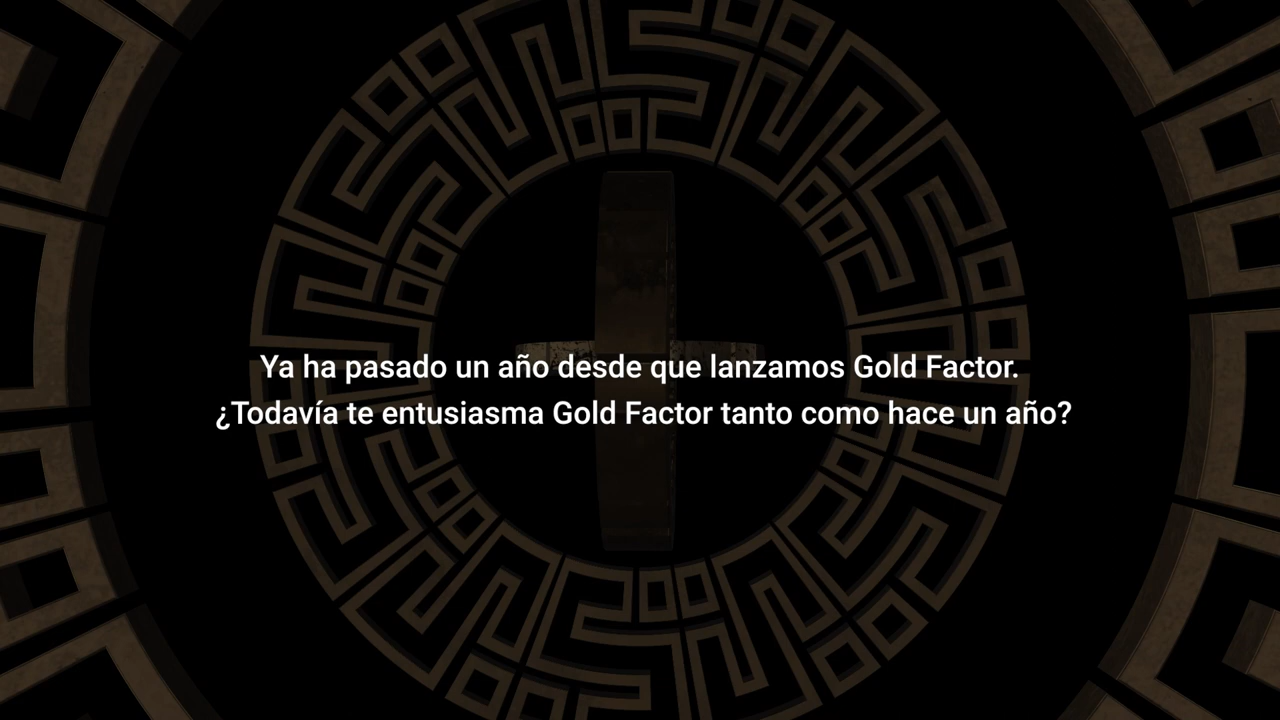 Ya ha pasado un año desde que lanzamos Gold Factor.
¿Todavía te entusiasma Gold Factor tanto como hace un año?